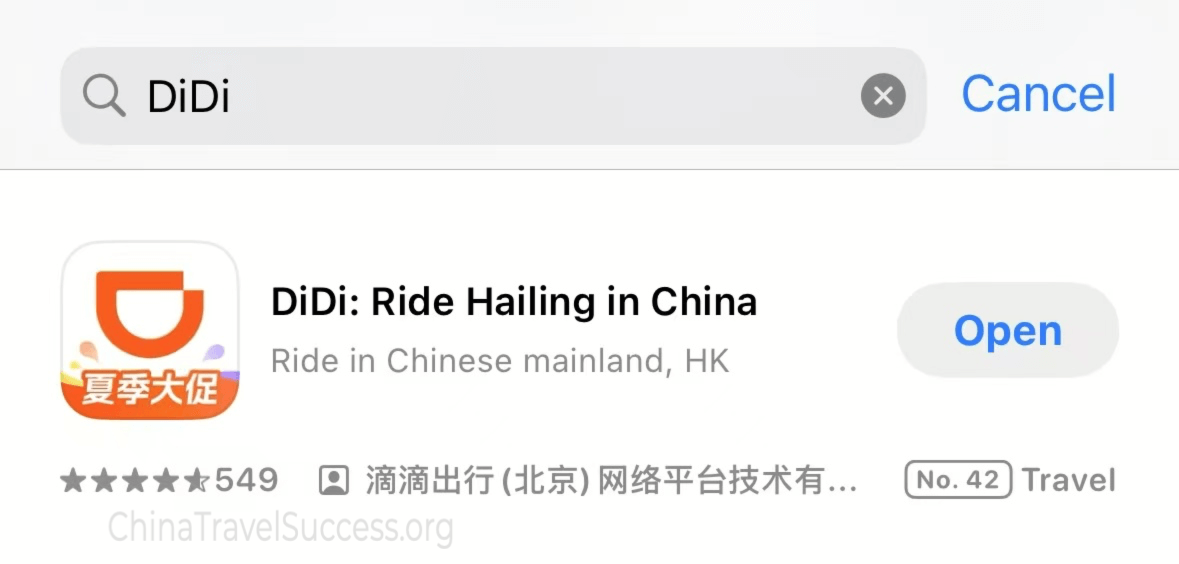 DiDi Cancel
DiDi: Ride Hailing in China
Ride in Chinese mainland, HK
Open
夏季大促
549 滴滴出行(北京)网络平台技术有... No. 42 Travel
ChinaTravelSuccess.org